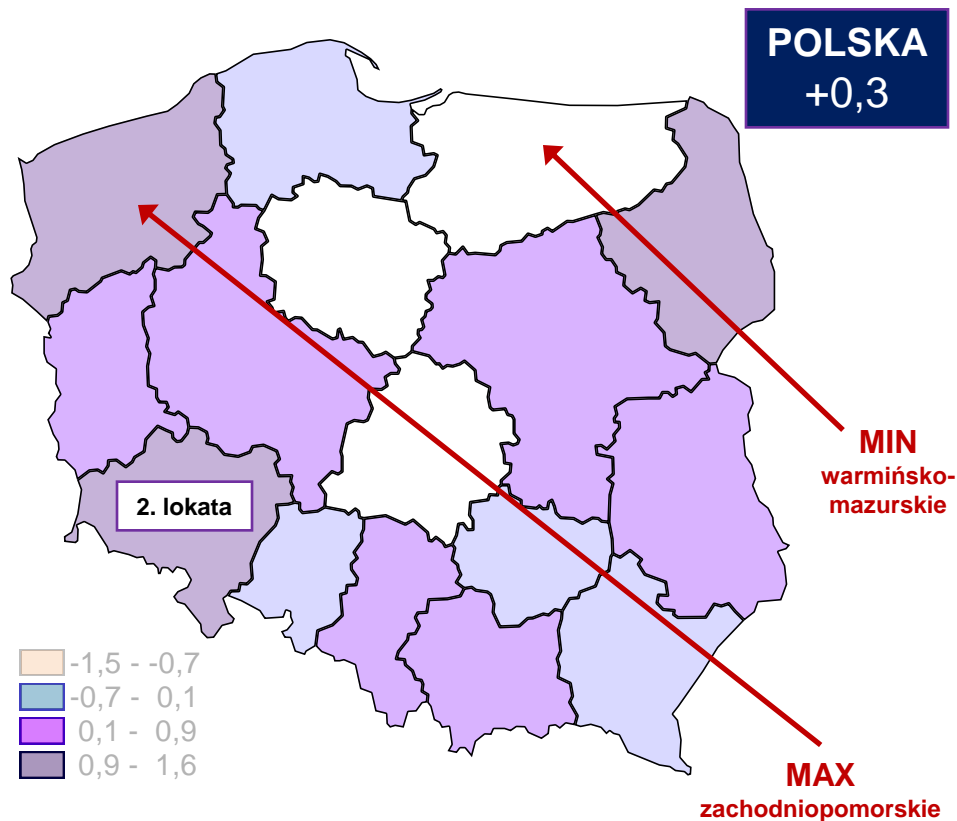 POLSKA
+0,3
MIN
warmińsko-
mazurskie
2. lokata
-1,5 - -0,7
-0,7 - 0,1
0,1 - 0,9
0,9 - 1,6
MAX
zachodniopomorskie